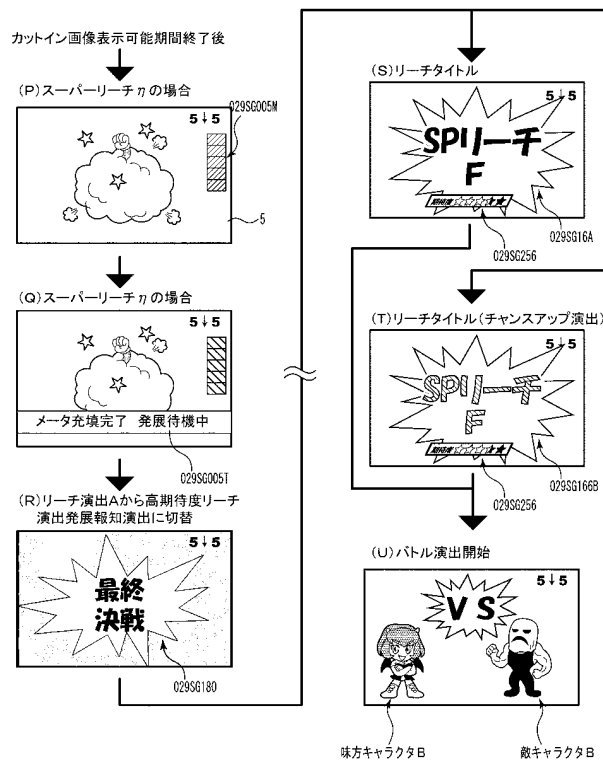 カットイン画像表示可能期間終了後
(P)スーパーリーチηの場合
029SG005M
5↓5
5
(Q)スーパーリーチηの場合
5↓5
メータ充填完了 発展待機中
029SG005T
(R)リーチ演出Aから高期待度リーチ
演出発展報知演出に切替
最終
決戦
029SG180
(S)リーチタイトル
5↓5
SPリーチ
F
期待度☆☆☆★★
029SG256
029SG16A
(T)リーチタイトル(チャンスアップ演出)
5↓5
SPリーチ
F
期待度☆☆☆★★
029SG256
029SG166B
(U)バトル演出開始
5↓5
VS
味方キャラクタB
敵キャラクタB